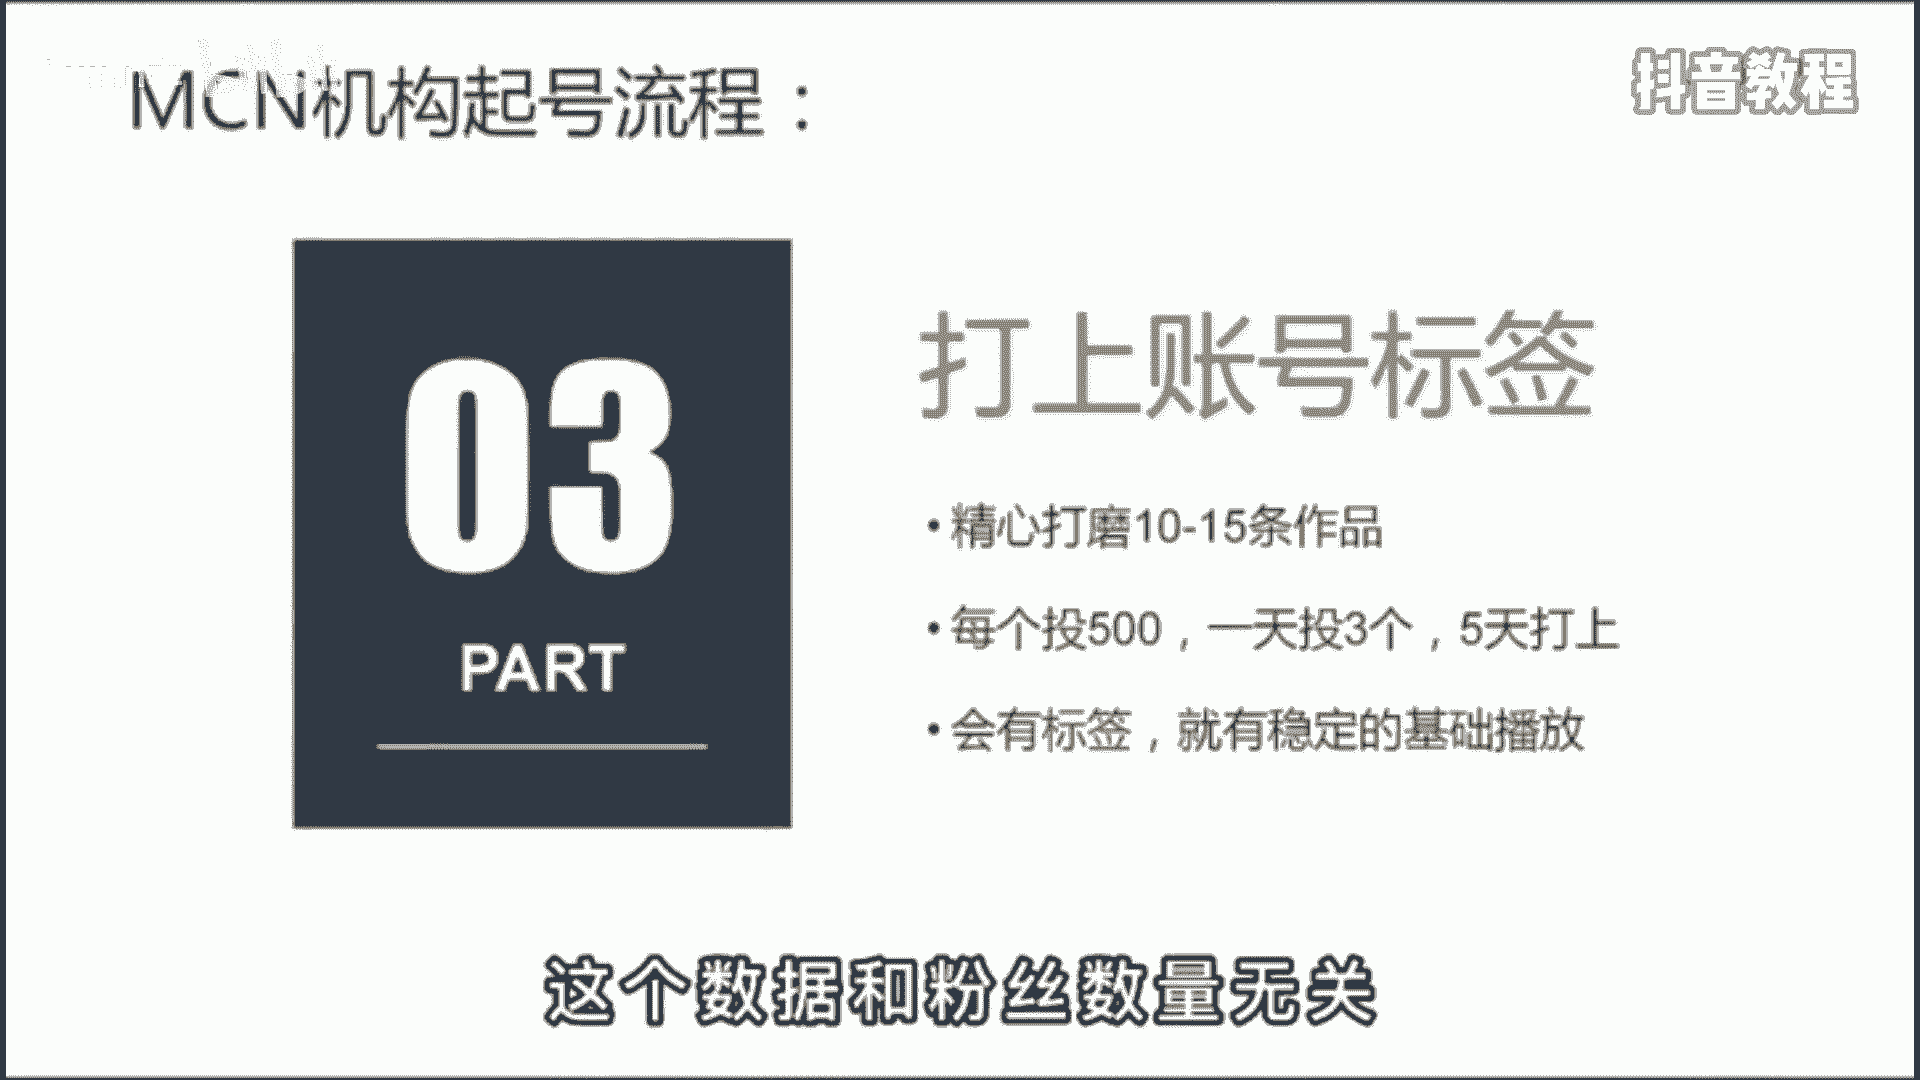 MCN机构起号流程：
抖音教程
03
PART
打上账号标签
•精心打磨10-15条作品
•每个投500，一天投3个，5天打上
•会有标签，就有稳定的基础播放
这个数据和粉丝数量无关